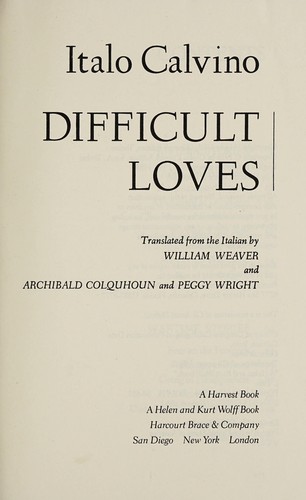 Italo Calvino
DIFFICULT
LOVES
Translated from the Italian by
WILLIAM WEAVER
and
ARCHIBALD COLQUHOUN and PEGGY WRIGHT
A Harvest Book
A Helen and Kurt Wolff Book
Harcourt Brace & Company
San Diego New York London